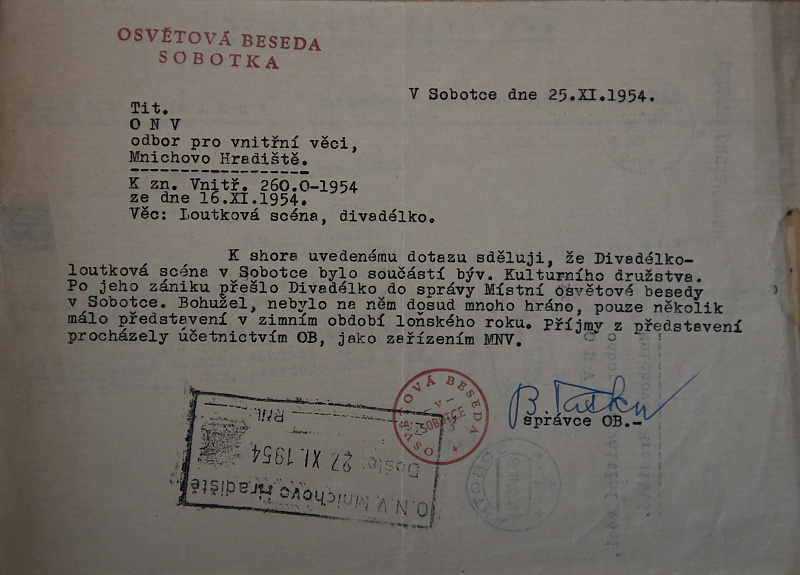 OSVĚTOVÁ BESEDA
SOBOTKA
V Sobotce dne 25.XI.1954.
Tit.
O N V
odbor pro vnitřní věci,
Mnichovo Hradiště.
K zn. Vnitř. 260.0-1954
ze dne 16.XI.1954.
Věc: Loutková scéna, divadélko.
K shora uvedenému dotazu sděluji, že Divadélko-
loutková scéna v Sobotce bylo součástí býv. Kulturního družstva.
Po jeho zániku přešlo Divadélko do správy Místní osvětové besedy
v Sobotce. Bohužel, nebylo na něm dosud mnoho hráno, pouze několik
málo představení v zimním období loňského roku. Příjmy z představení
procházely účetnictvím OB, jako zařízením MNV.
OSVĚTOVÁ BESEDA
správce OB.-
O.N.V. Mnichovo Hradiště
Došlo: 27. XI. 1954
Příl.